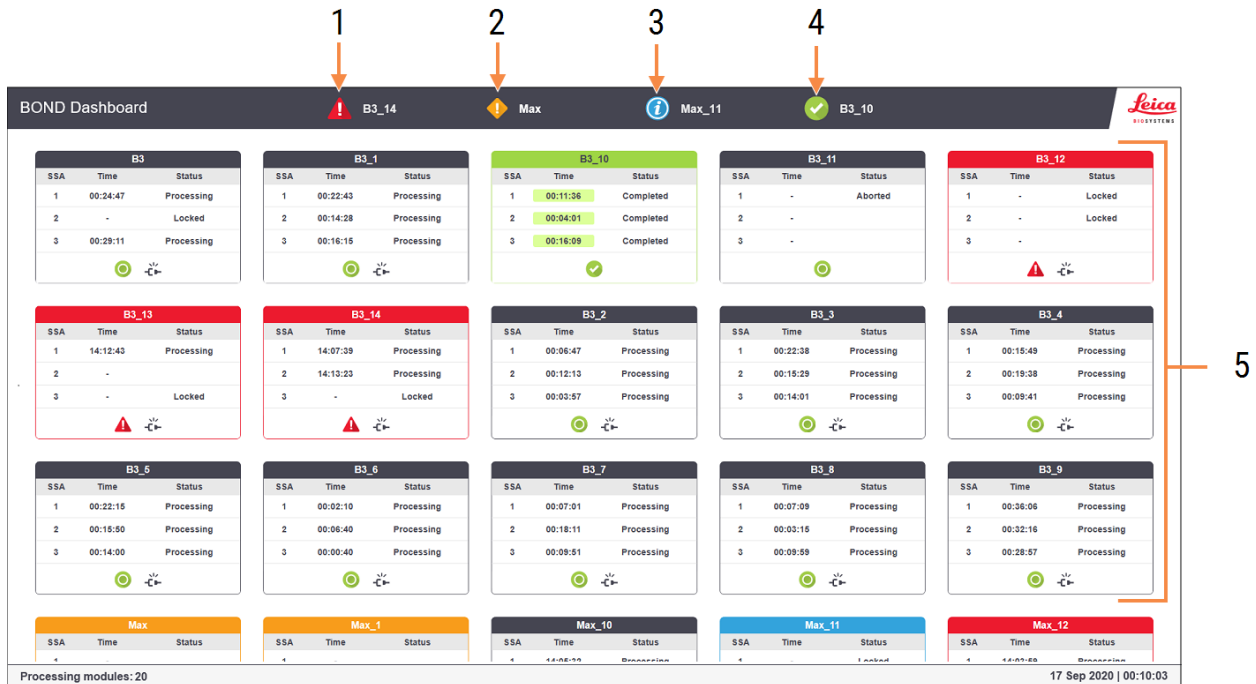 1 2 3 4
BOND Dashboard B3_14 Max Max_11 B3_10 Leica BIOSYSTEMS
B3 B3_1 B3_10 B3_11 B3_12
SSA Time Status SSA Time Status SSA Time Status SSA Time Status SSA Time Status
1 00:24:47 Processing 1 00:22:43 Processing 1 00:11:36 Completed 1 - Aborted 1 - Locked
2 - Locked 2 00:14:28 Processing 2 00:04:01 Completed 2 - 2 - Locked
3 00:29:11 Processing 3 00:16:15 Processing 3 00:16:09 Completed 3 - 3 -
B3_13 B3_14 B3_2 B3_3 B3_4
SSA Time Status SSA Time Status SSA Time Status SSA Time Status SSA Time Status
1 14:12:43 Processing 1 14:07:39 Processing 1 00:06:47 Processing 1 00:22:38 Processing 1 00:15:49 Processing
2 - 2 14:13:23 Processing 2 00:12:13 Processing 2 00:15:29 Processing 2 00:19:38 Processing
3 - Locked 3 - Locked 3 00:03:57 Processing 3 00:14:01 Processing 3 00:09:41 Processing
5
B3_5 B3_6 B3_7 B3_8 B3_9
SSA Time Status SSA Time Status SSA Time Status SSA Time Status SSA Time Status
1 00:22:15 Processing 1 00:02:10 Processing 1 00:07:01 Processing 1 00:07:09 Processing 1 00:36:06 Processing
2 00:15:50 Processing 2 00:06:40 Processing 2 00:18:11 Processing 2 00:03:15 Processing 2 00:32:16 Processing
3 00:14:00 Processing 3 00:00:40 Processing 3 00:09:51 Processing 3 00:09:59 Processing 3 00:28:57 Processing
Max Max_1 Max_10 Max_11 Max_12
SSA Time Status SSA Time Status SSA Time Status SSA Time Status SSA Time Status
Processing modules: 20 17 Sep 2020 | 00:10:03